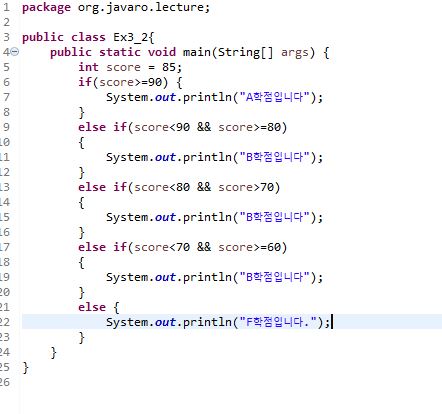 1 package org.javaro.lecture;
2
3 public class Ex3_2{
4 public static void main(String[] args) {
5 int score = 85;
6 if(score>=90) {
7 System.out.println("A학점입니다");
8 }
9 else if(score<90 && score>=80)
10 {
11 System.out.println("B학점입니다");
12 }
13 else if(score<80 && score>70)
14 {
15 System.out.println("B학점입니다");
16 }
17 else if(score<70 && score>=60)
18 {
19 System.out.println("B학점입니다");
20 }
21 else {
22 System.out.println("F학점입니다.");
23 }
24 }
25 }
26